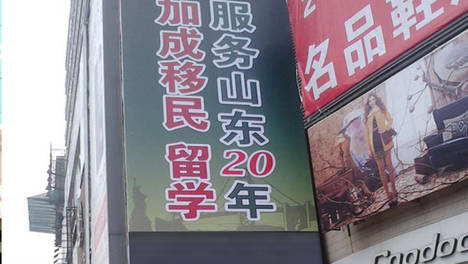 服务山东20年
加成移民 留学
名品鞋